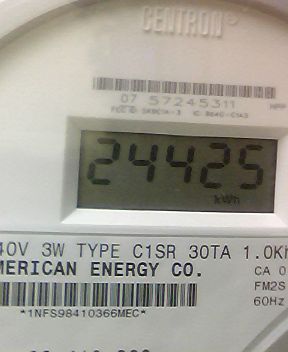 CENTRON
07 57245311
24425
kWh
40V 3W TYPE C1SR 30TA 1.0Kh
MERICAN ENERGY CO.
CA 0
FM2S
60Hz
*1NFS98410366MEC*